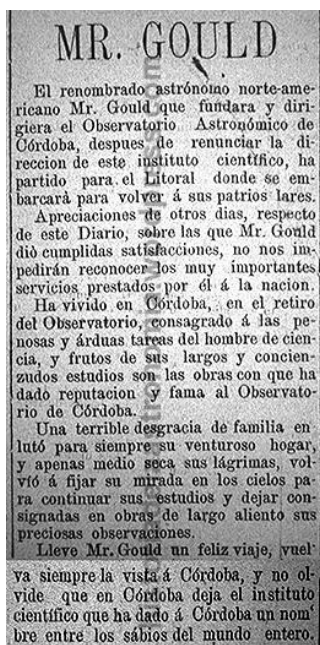 MR. GOULD
El renombrado astrónomo norte-ame-
ricano Mr. Gould que fundara y diri-
giera el Observatorio Astronómico de
Córdoba, despues de renunciar la di-
reccion de este instituto científico, ha
partido para el Litoral donde se em-
barcará para volver á sus patrios lares.
Apreciaciones de otros dias, respecto
de este Diario, sobre las que Mr. Gould
dió cumplidas satisfacciones, no nos im-
pedirán reconocer los muy importantes
servicios prestados por él á la nacion.
Ha vivido en Córdoba, en el retiro
del Observatorio, consagrado á las pe-
nosas y árduas tareas del hombre de cien-
cia, y frutos de sus largos y concien-
zudos estudios son las obras con que ha
dado reputacion y fama al Observato-
rio de Córdoba.
Una terrible desgracia de familia en
lutó para siempre su venturoso hogar,
y apenas medio seca sus lágrimas, vol-
vió á fijar su mirada en los cielos pa-
ra continuar sus estudios y dejar con-
signadas en obras de largo aliento sus
preciosas observaciones.
Lleve Mr. Gould un feliz viaje, vuel-
va siempre la vista á Córdoba, y no ol-
vide que en Córdoba deja el instituto
científico que ha dado á Córdoba un nom'
bre entre los sábios del mundo entero.